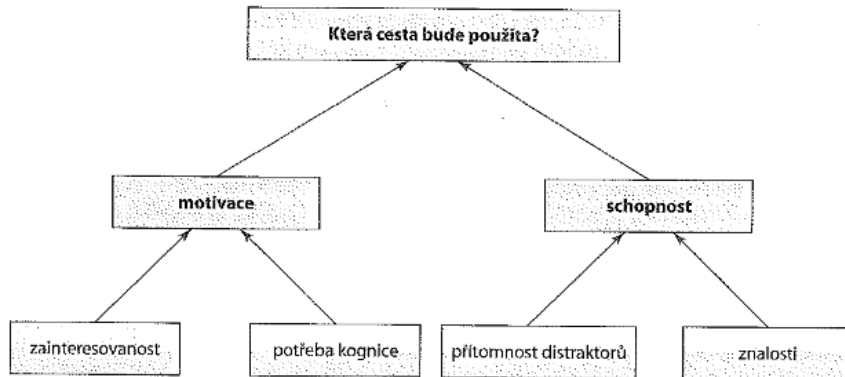 Která cesta bude použita?
motivace
schopnost
zainteresovanost
potřeba kognice
přítomnost distraktorů
znalosti